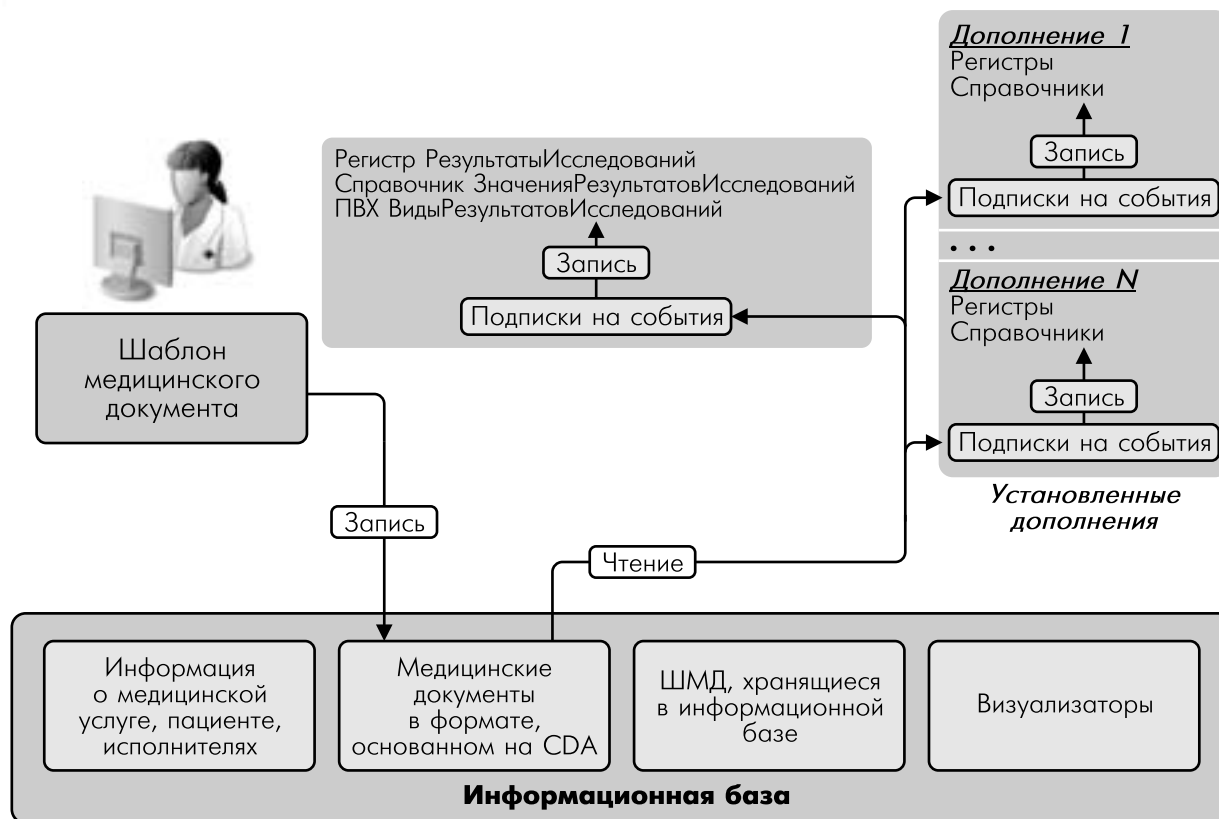 Дополнение 1
Регистры
Справочники
Запись
Подписки на события
. . .
Дополнение N
Регистры
Справочники
Запись
Подписки на события
Установленные
дополнения
Регистр РезультатыИсследований
Справочник ЗначенияРезультатовИсследований
ПВХ ВидыРезультатовИсследований
Запись
Подписки на события
Шаблон
медицинского
документа
Запись
Чтение
Информация
о медицинской
услуге, пациенте,
исполнителях
Медицинские
документы
в формате,
основанном на CDA
ШМД, хранящиеся
в информационной
базе
Визуализаторы
Информационная база